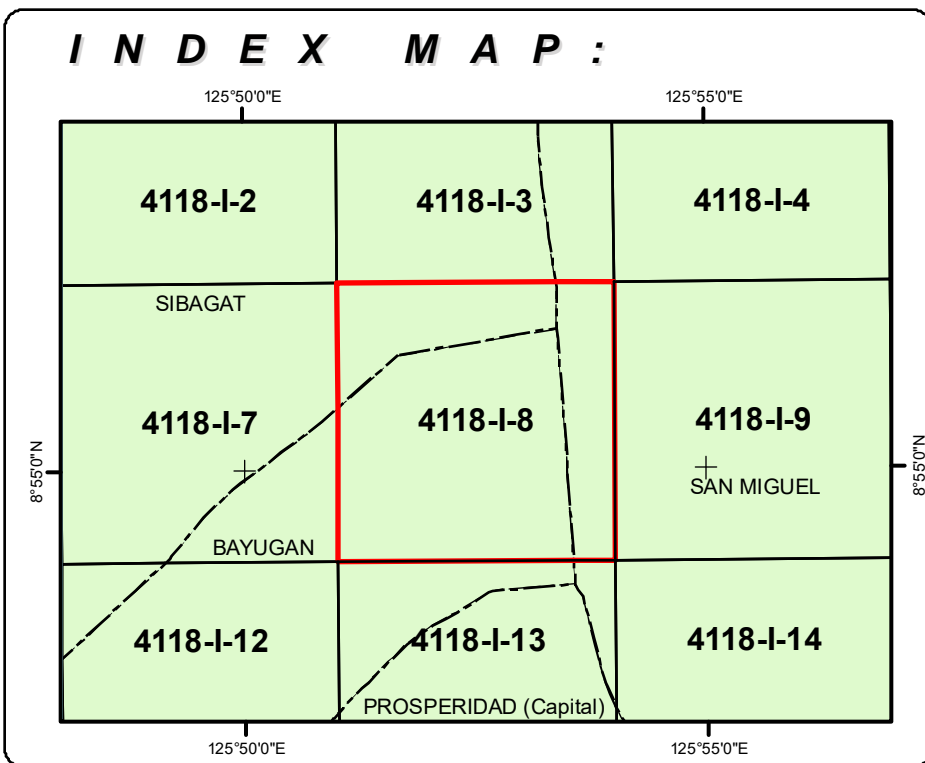 INDEX MAP:
125°50'0"E 125°55'0"E
4118-I-2 4118-I-3 4118-I-4
SIBAGAT
4118-I-7 4118-I-8 4118-I-9
8°55'0"N 8°55'0"N
SAN MIGUEL
BAYUGAN
4118-I-12 4118-I-13 4118-I-14
PROSPERIDAD (Capital)
125°50'0"E 125°55'0"E